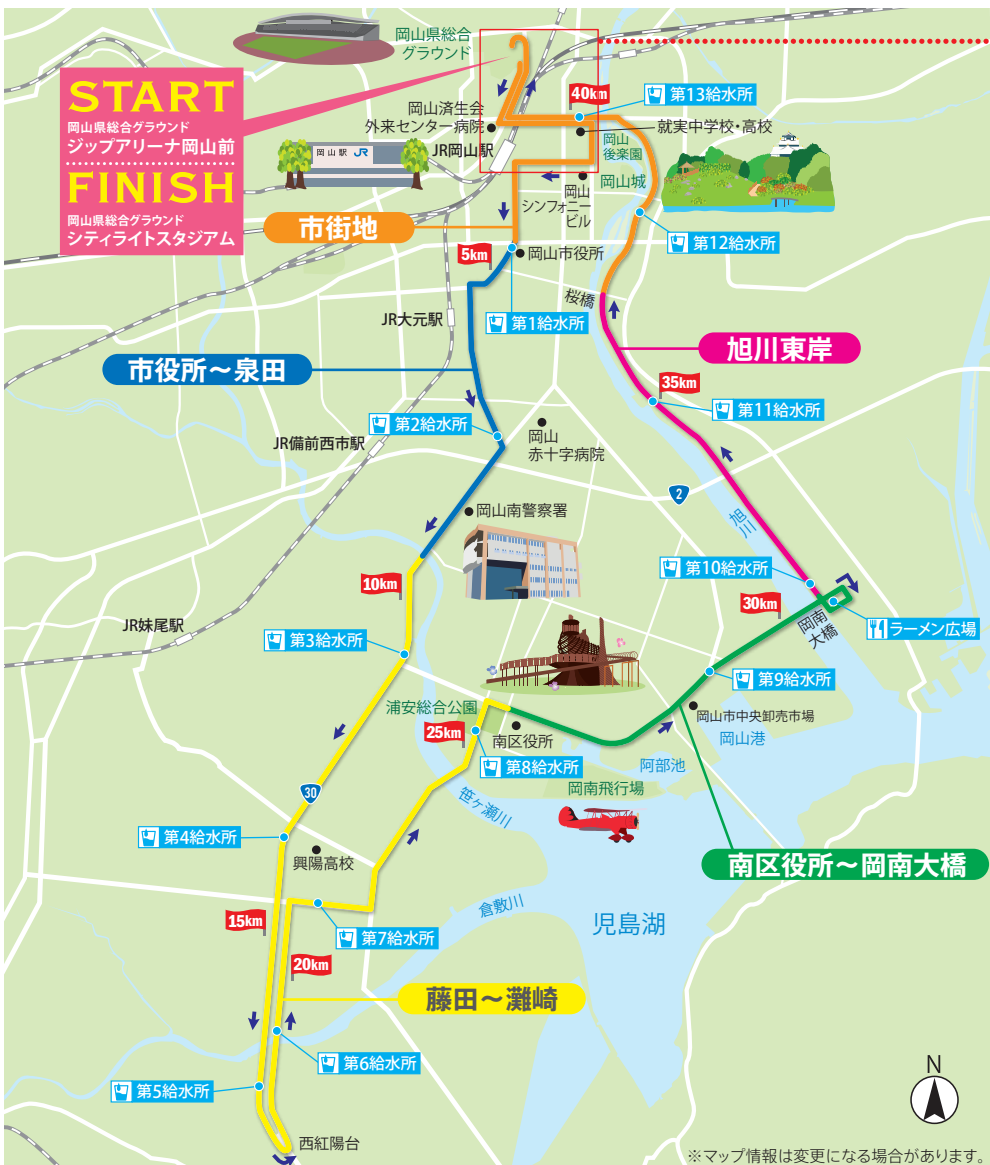 岡山県総合
グラウンド
START
岡山県総合グラウンド
ジップアリーナ岡山前
FINISH
岡山県総合グラウンド
シティライトスタジアム
岡山済生会
外来センター病院
40km
第13給水所
就実中学校・高校
岡山駅 JR
JR岡山駅
岡山
後楽園
岡山城
岡山
シンフォニー
ビル
市街地
第12給水所
5km
岡山市役所
桜橋
JR大元駅
第1給水所
旭川東岸
市役所～泉田
35km
第11給水所
第2給水所
岡山
赤十字病院
JR備前西市駅
2
岡山南警察署
旭川
第10給水所
10km
30km
JR妹尾駅
第3給水所
岡南
大橋
ラーメン広場
第9給水所
浦安総合公園
岡山市中央卸売市場
25km
南区役所
岡山港
第8給水所
阿部池
岡南飛行場
30
笹ヶ瀬川
第4給水所
興陽高校
南区役所～岡南大橋
倉敷川
15km
児島湖
第7給水所
20km
藤田～灘崎
第6給水所
第5給水所
N
西紅陽台
※マップ情報は変更になる場合があります。